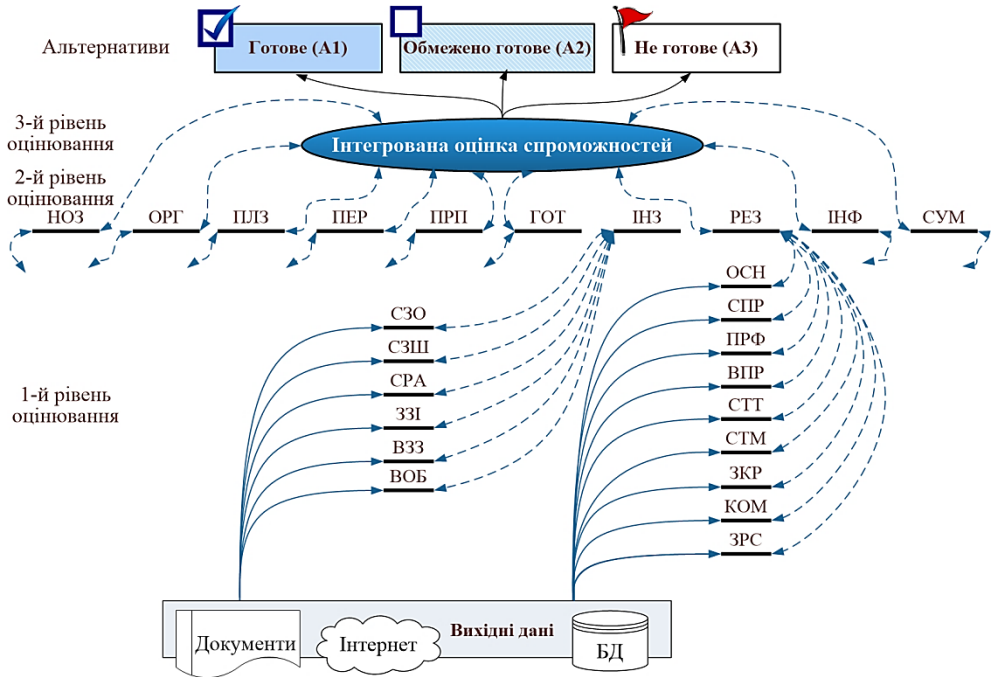 Альтернативи
Готове (А1)
Обмежено готове (А2)
Не готове (А3)
3-й рівень
оцінювання
Інтегрована оцінка спроможностей
2-й рівень
оцінювання
НОЗ
ОРГ
ПЛЗ
ПЕР
ПРП
ГОТ
ІНЗ
РЕЗ
ІНФ
СУМ
1-й рівень
оцінювання
СЗО
СЗШ
СРА
ЗЗІ
ВЗЗ
ВОБ
ОСН
СПР
ПРФ
ВПР
СТТ
СТМ
ЗКР
КОМ
ЗРС
Документи
Інтернет
Вихідні дані
БД